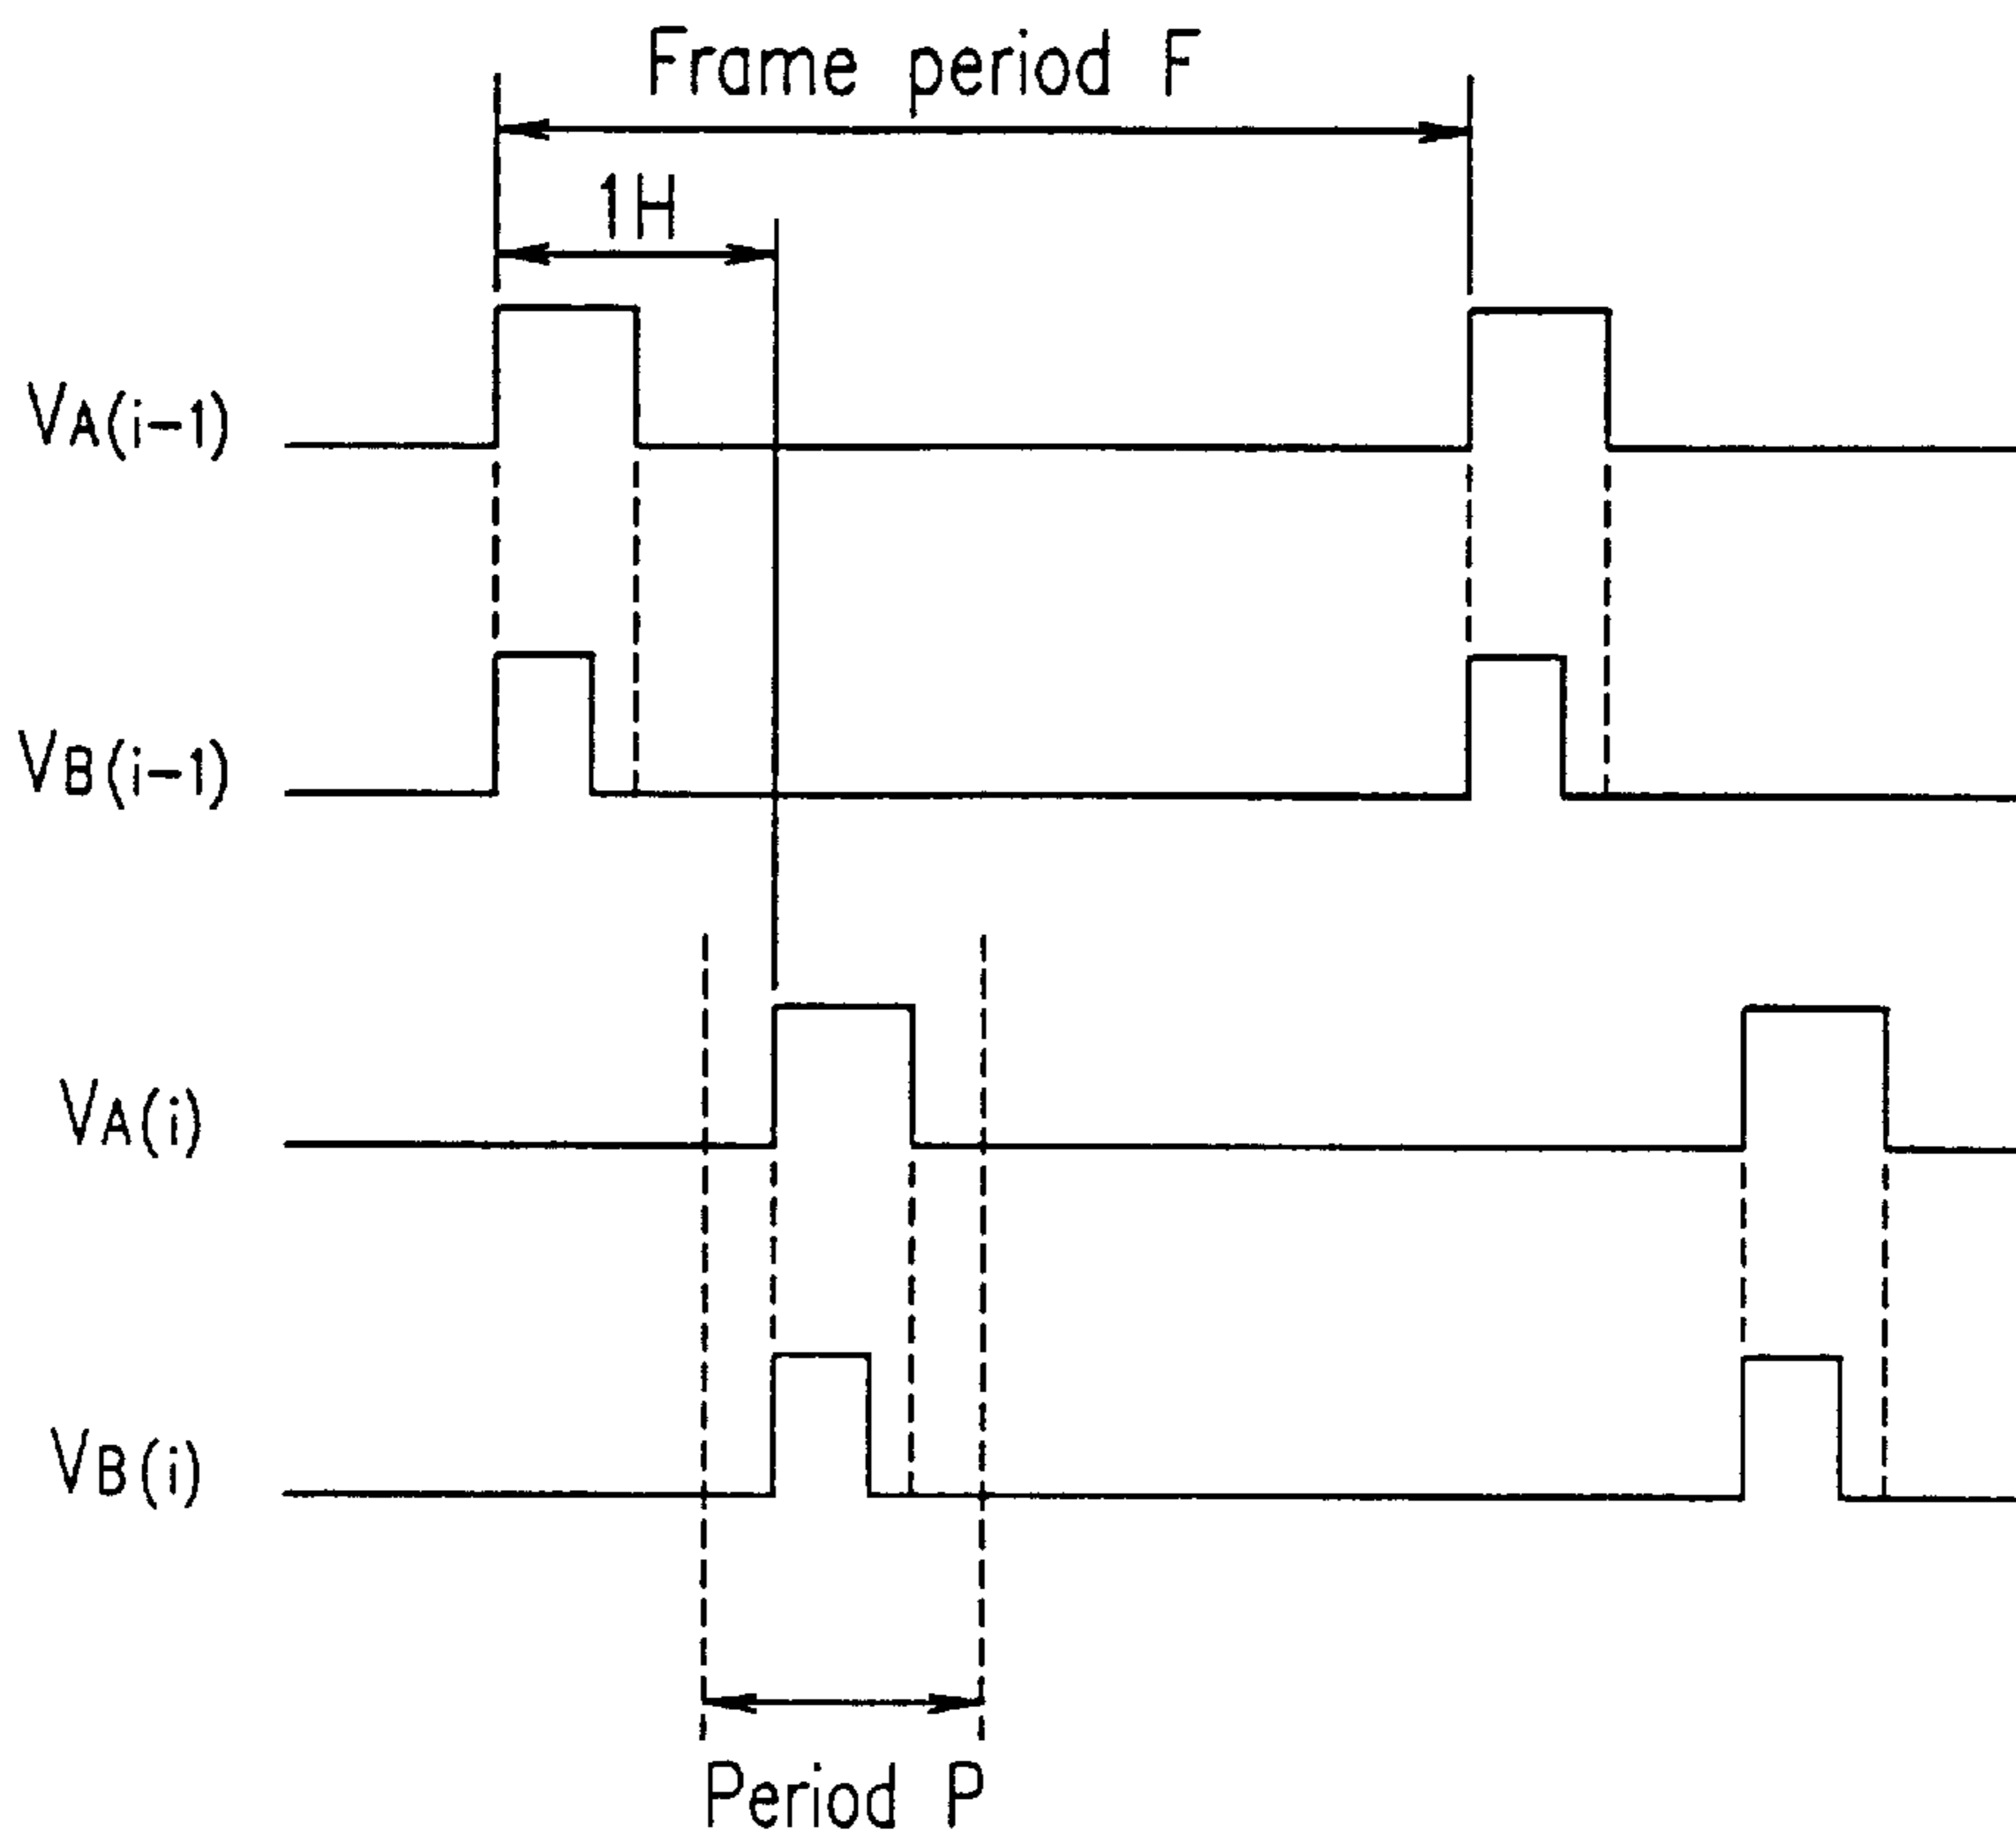 Frame period F
1H
VA(i-1)
VB(i-1)
VA(i)
VB(i)
Period P